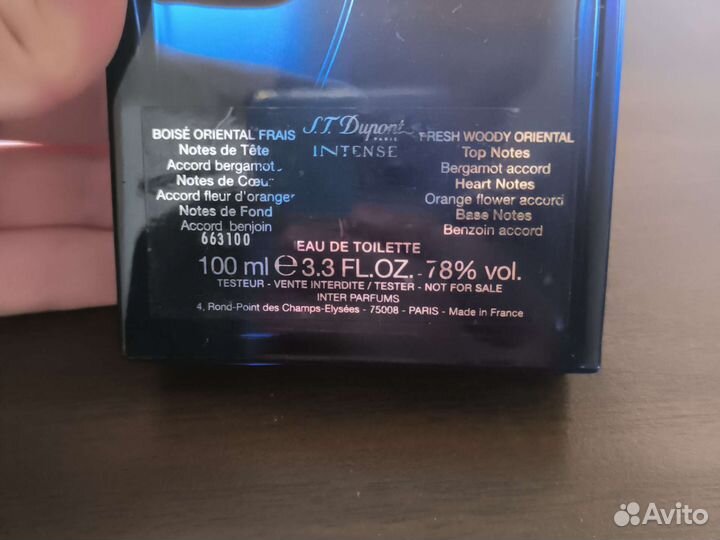 BOISÉ ORIENTAL FRAIS
Notes de Tête
Accord bergamot
Notes de Cœur
Accord fleur d'oranger
Notes de Fond
Accord benjoin
663100
S.T. Dupont
PARIS
INTENSE
FRESH WOODY ORIENTAL
Top Notes
Bergamot accord
Heart Notes
Orange flower accord
Base Notes
Benzoin accord
EAU DE TOILETTE
100 ml ℮ 3.3 FL.OZ. - 78% vol.
TESTEUR - VENTE INTERDITE / TESTER - NOT FOR SALE
INTER PARFUMS
4, Rond-Point des Champs-Elysées - 75008 - PARIS - Made in France
Avito